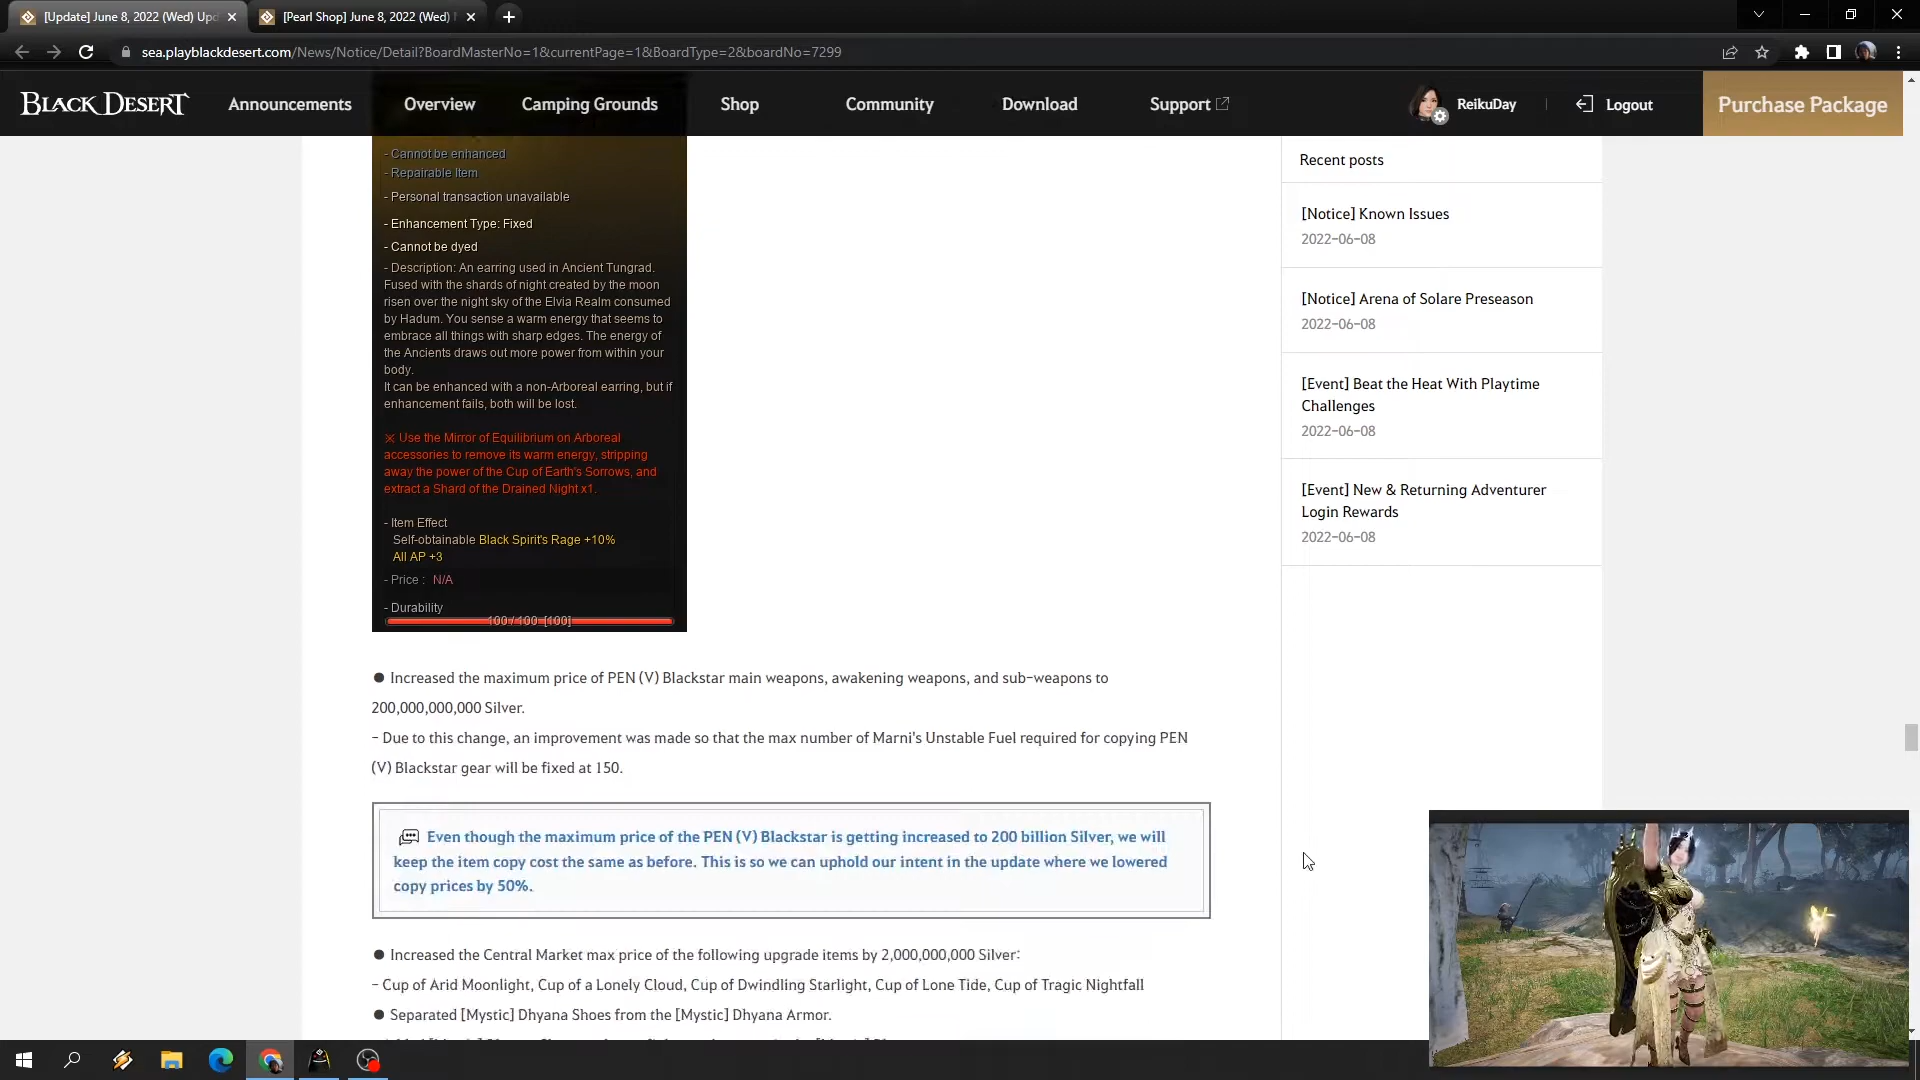 [Update] June 8, 2022 (Wed) Upd
[Pearl Shop] June 8, 2022 (Wed)
sea.playblackdesert.com/News/Notice/Detail?BoardMasterNo=1&currentPage=1&BoardType=2&boardNo=7299
BLACK DESERT Announcements Overview Camping Grounds Shop Community Download Support ReikuDay Logout Purchase Package
- Cannot be enhanced
- Repairable Item
- Personal transaction unavailable
- Enhancement Type: Fixed
- Cannot be dyed
- Description: An earring used in Ancient Tungrad.
Fused with the shards of night created by the moon
risen over the night sky of the Elvia Realm consumed
by Hadum. You sense a warm energy that seems to
embrace all things with sharp edges. The energy of
the Ancients draws out more power from within your
body.
It can be enhanced with a non-Arboreal earring, but if
enhancement fails, both will be lost.
※ Use the Mirror of Equilibrium on Arboreal
accessories to remove its warm energy, stripping
away the power of the Cup of Earth's Sorrows, and
extract a Shard of the Drained Night x1.
- Item Effect
Self-obtainable Black Spirit's Rage +10%
All AP +3
- Price : N/A
- Durability
100 / 100 [100]
● Increased the maximum price of PEN (V) Blackstar main weapons, awakening weapons, and sub-weapons to
200,000,000,000 Silver.
- Due to this change, an improvement was made so that the max number of Marni's Unstable Fuel required for copying PEN
(V) Blackstar gear will be fixed at 150.
Even though the maximum price of the PEN (V) Blackstar is getting increased to 200 billion Silver, we will
keep the item copy cost the same as before. This is so we can uphold our intent in the update where we lowered
copy prices by 50%.
● Increased the Central Market max price of the following upgrade items by 2,000,000,000 Silver:
- Cup of Arid Moonlight, Cup of a Lonely Cloud, Cup of Dwindling Starlight, Cup of Lone Tide, Cup of Tragic Nightfall
● Separated [Mystic] Dhyana Shoes from the [Mystic] Dhyana Armor.
Recent posts
[Notice] Known Issues
2022-06-08
[Notice] Arena of Solare Preseason
2022-06-08
[Event] Beat the Heat With Playtime
Challenges
2022-06-08
[Event] New & Returning Adventurer
Login Rewards
2022-06-08